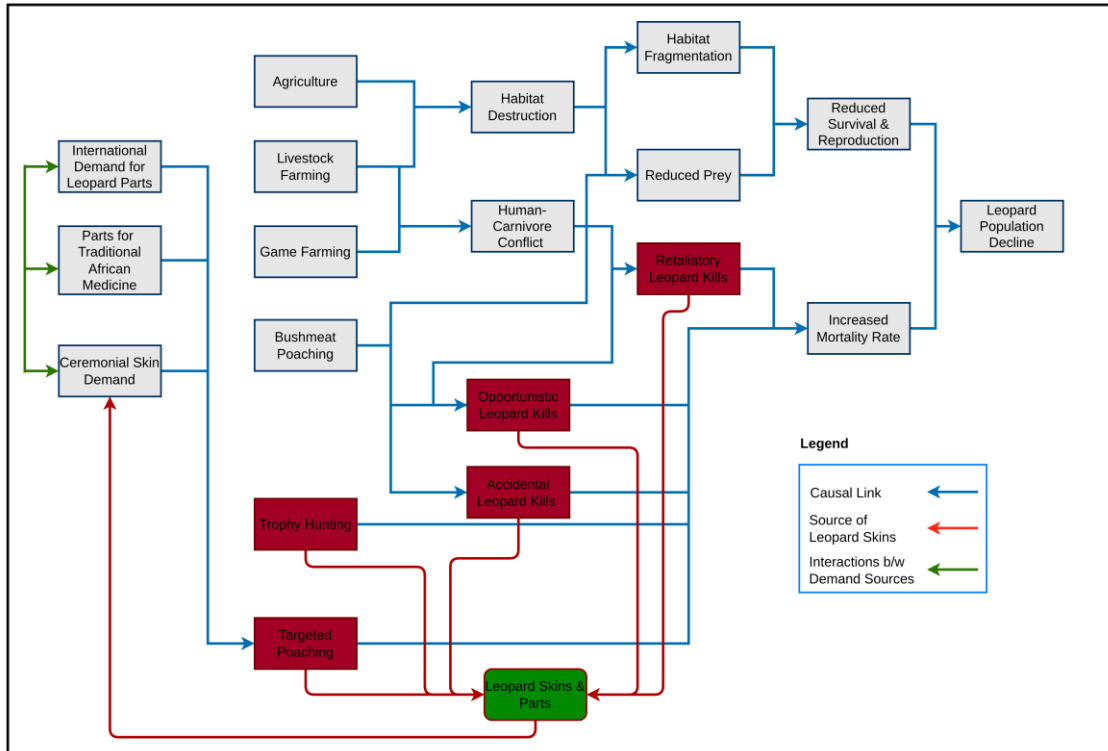 International
Demand for
Leopard Parts
Parts for
Traditional
African
Medicine
Ceremonial Skin
Demand
Agriculture
Livestock
Farming
Game Farming
Bushmeat
Poaching
Trophy Hunting
Targeted
Poaching
Habitat
Destruction
Human-
Carnivore
Conflict
Opportunistic
Leopard Kills
Accidental
Leopard Kills
Leopard Skins &
Parts
Habitat
Fragmentation
Reduced Prey
Retaliatory
Leopard Kills
Reduced
Survival &
Reproduction
Increased
Mortality Rate
Leopard
Population
Decline
Legend
Causal Link
Source of
Leopard Skins
Interactions b/w
Demand Sources